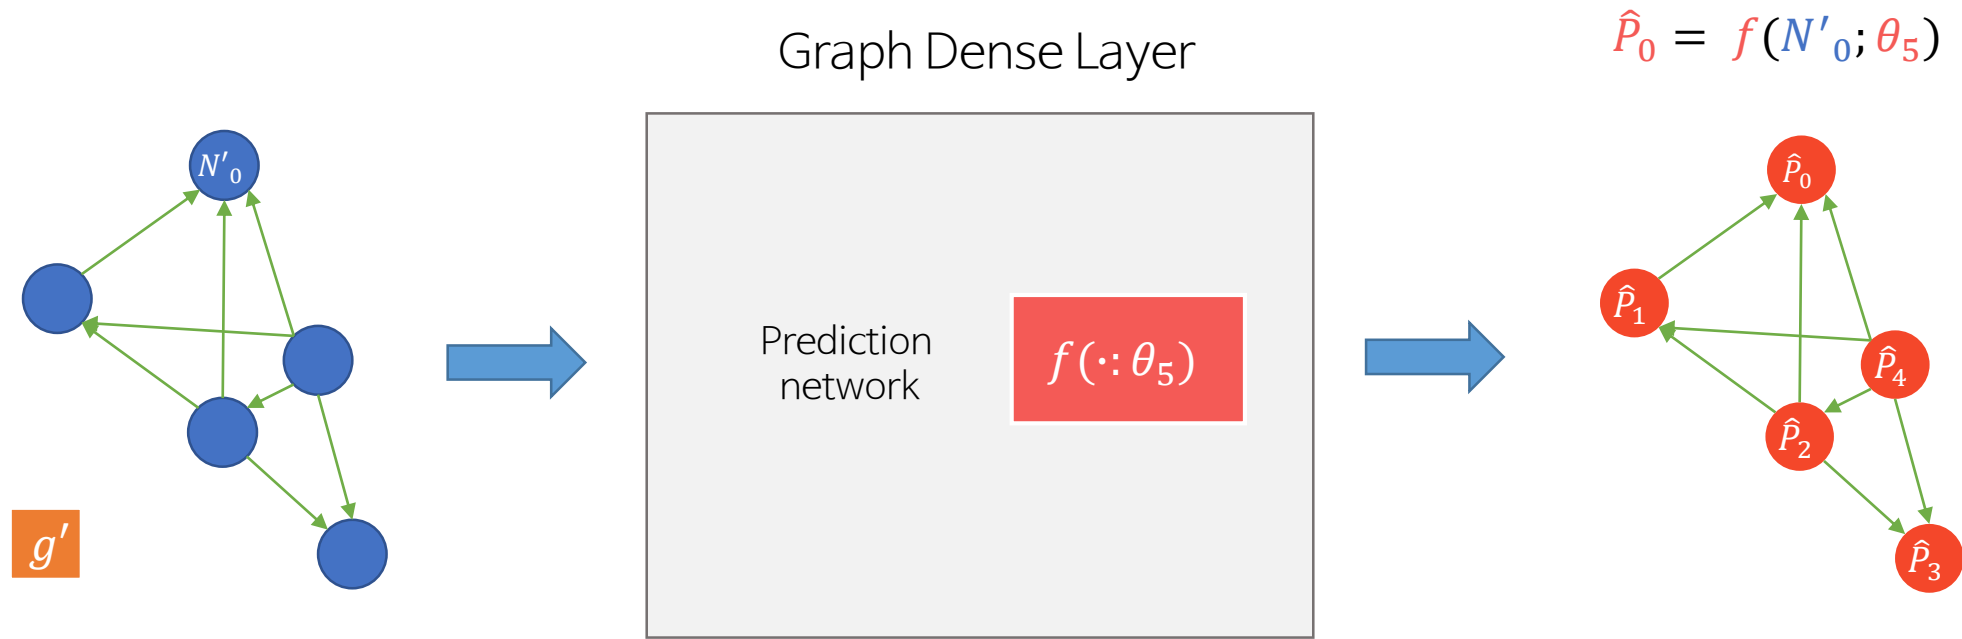 Graph Dense Layer
P̂₀ = f(N′₀; θ₅)
N′₀
g′
Prediction
network
f(·: θ₅)
P̂₀
P̂₁
P̂₄
P̂₂
P̂₃